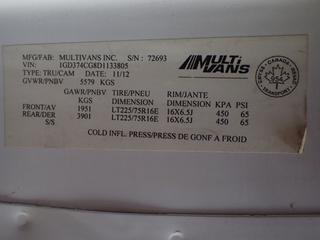 MFG/FAB: MULTIVANS INC. S/N : 72693
VIN: 1GD374CG8D1133805
TYPE: TRU/CAM DATE: 11/12
GVWR/PNBV 5579 KGS
MULTI VANS
CANADA
TRANSPORT
GAWR/PNBV TIRE/PNEU RIM/JANTE
KGS DIMENSION DIMENSION KPA PSI
FRONT/AV 1951 LT225/75R16E 16X6.5J 450 65
REAR/DER 3901 LT225/75R16E 16X6.5J 450 65
S/S
COLD INFL. PRESS/PRESS DE GONF A FROID